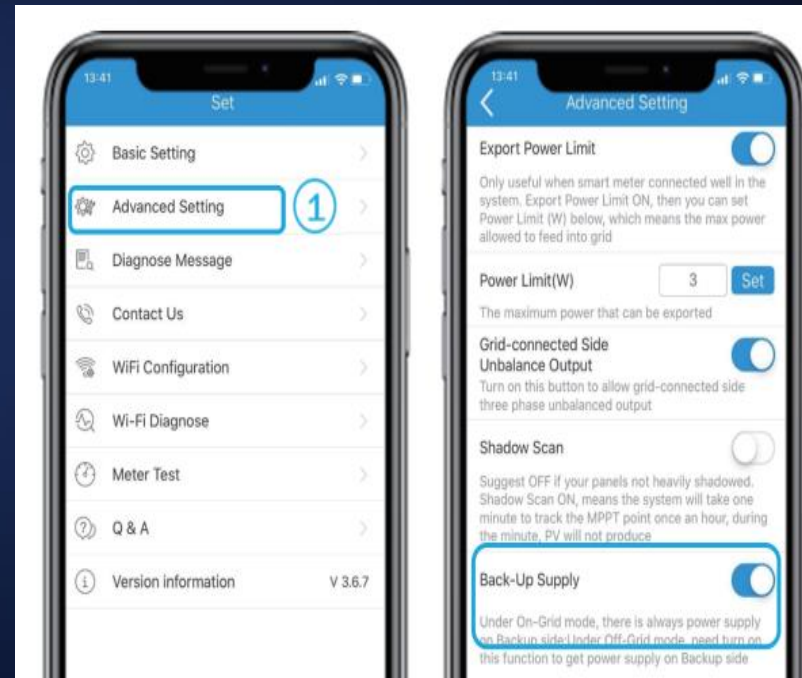 13:41
Set
Basic Setting
Advanced Setting
1
Diagnose Message
Contact Us
WiFi Configuration
Wi-Fi Diagnose
Meter Test
Q & A
Version information V 3.6.7
13:41
Advanced Setting
Export Power Limit
Only useful when smart meter connected well in the
system. Export Power Limit ON, then you can set
Power Limit (W) below, which means the max power
allowed to feed into grid
Power Limit(W) 3 Set
The maximum power that can be exported
Grid-connected Side
Unbalance Output
Turn on this button to allow grid-connected side
three phase unbalanced output
Shadow Scan
Suggest OFF if your panels not heavily shadowed.
Shadow Scan ON, means the system will take one
minute to track the MPPT point once an hour, during
the minute, PV will not produce
Back-Up Supply
Under On-Grid mode, there is always power supply
on Backup side;Under Off-Grid mode, need turn on
this function to get power supply on Backup side